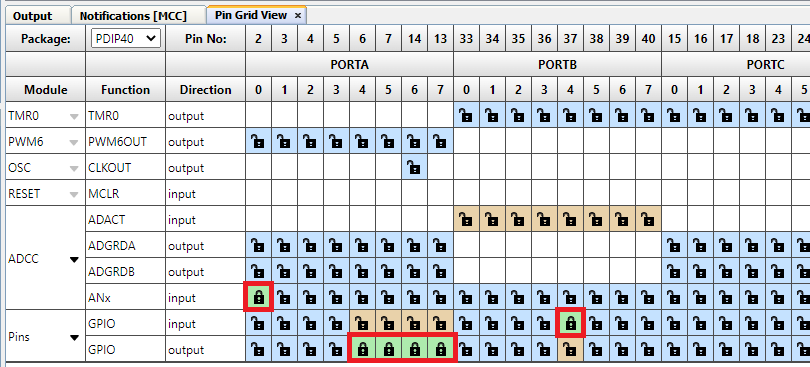 Output Notifications [MCC] Pin Grid View ×
Package: PDIP40 Pin No: 2 3 4 5 6 7 14 13 33 34 35 36 37 38 39 40 15 16 17 18 23 24
PORTA PORTB PORTC
Module Function Direction 0 1 2 3 4 5 6 7 0 1 2 3 4 5 6 7 0 1 2 3 4 5
TMR0 TMR0 output
PWM6 PWM6OUT output
OSC CLKOUT output
RESET MCLR input
ADACT input
ADCC ADGRDA output
ADGRDB output
ANx input
Pins GPIO input
GPIO output